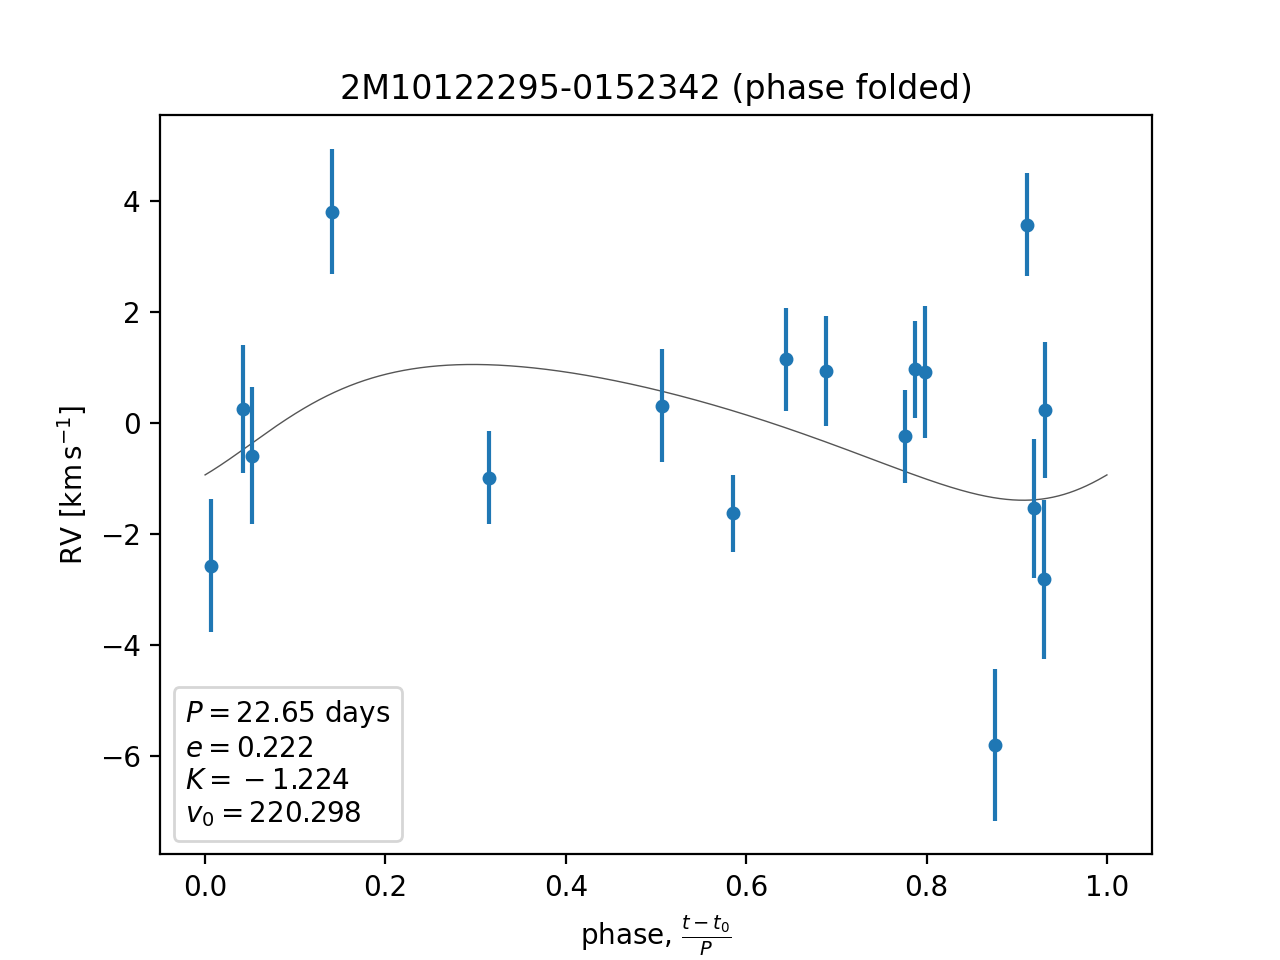 2M10122295-0152342 (phase folded)
RV [km s⁻¹]
4
2
0
−2
−4
−6
P = 22.65 days
e = 0.222
K = −1.224
v₀ = 220.298
0.0 0.2 0.4 0.6 0.8 1.0
phase, (t − t₀)/P